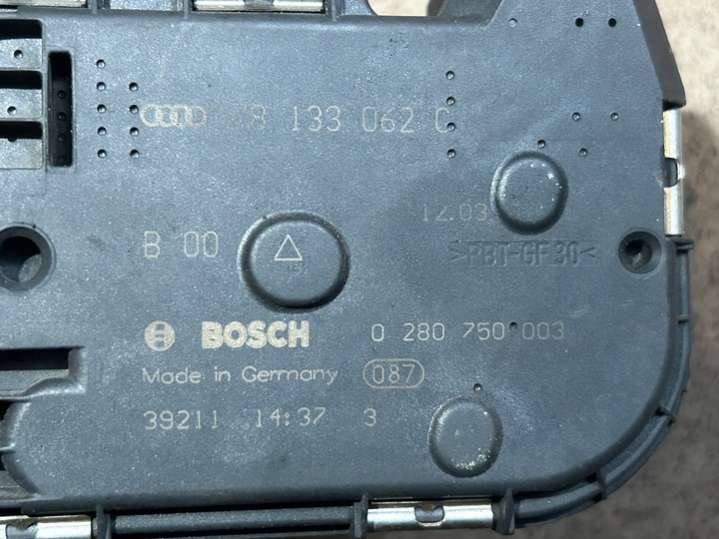 8 133 062 C
12.03
B 00
>PBT-GF30<
BOSCH 0 280 750 003
Made in Germany 087
39211 14:37 3